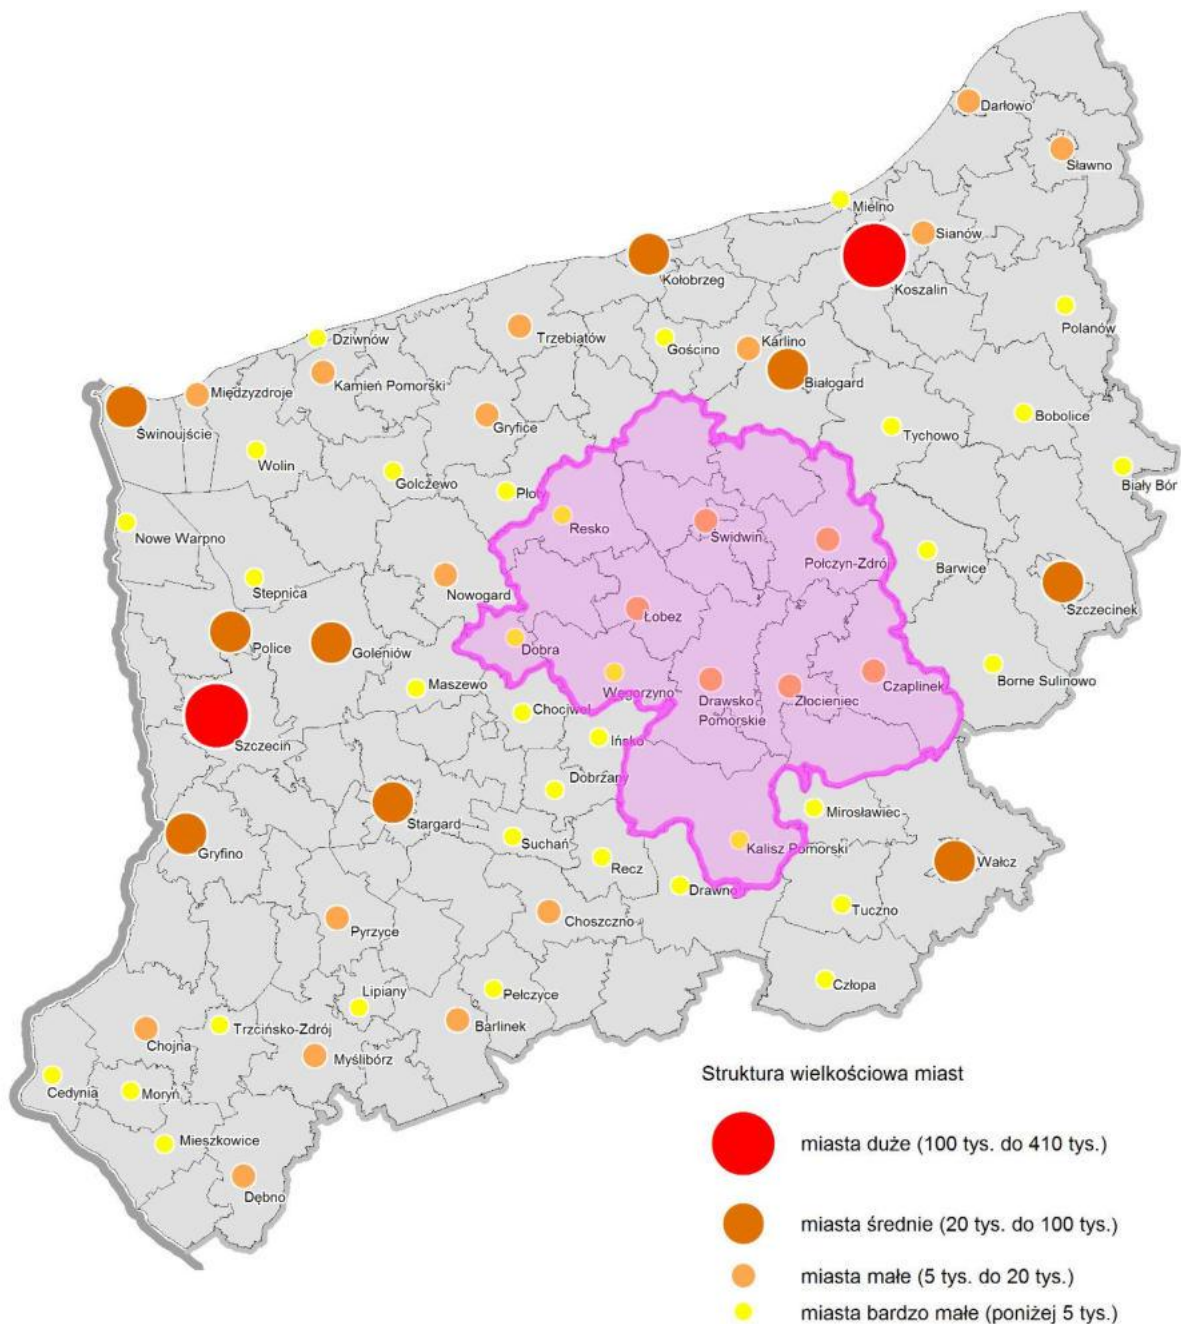 Darłowo
Sławno
Mielno
Sianów
Kołobrzeg
Koszalin
Polanów
Dziwnów
Trzebiatów
Gościno
Karlino
Kamień Pomorski
Białogard
Międzyzdroje
Gryfice
Bobolice
Świnoujście
Tychowo
Wolin
Golczewo
Biały Bór
Płoty
Resko
Nowe Warpno
Świdwin
Połczyn-Zdrój
Barwice
Stepnica
Nowogard
Szczecinek
Łobez
Police
Goleniów
Dobra
Borne Sulinowo
Maszewo
Węgorzyno
Drawsko
Pomorskie
Złocieniec
Czaplinek
Chociwel
Szczecin
Ińsko
Dobrzany
Mirosławiec
Stargard
Suchań
Gryfino
Kalisz Pomorski
Recz
Wałcz
Drawno
Tuczno
Choszczno
Pyrzyce
Człopa
Lipiany
Pełczyce
Trzcińsko-Zdrój
Barlinek
Chojna
Myślibórz
Cedynia
Moryń
Mieszkowice
Dębno
Struktura wielkościowa miast
miasta duże (100 tys. do 410 tys.)
miasta średnie (20 tys. do 100 tys.)
miasta małe (5 tys. do 20 tys.)
miasta bardzo małe (poniżej 5 tys.)